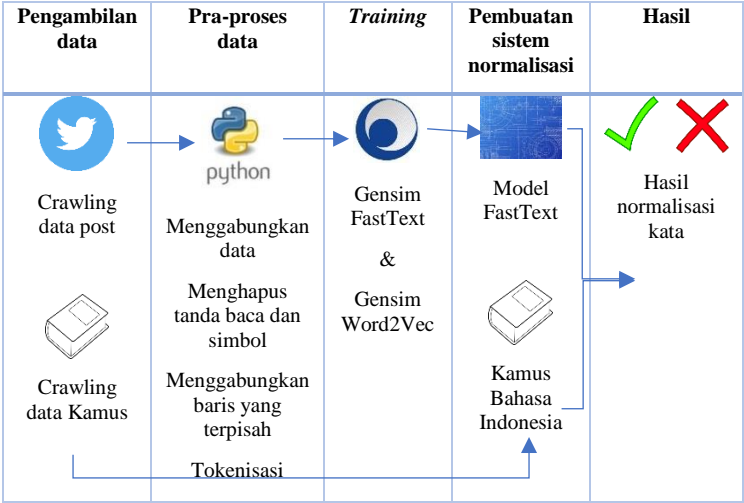 Pengambilan
data
Pra-proses
data
Training
Pembuatan
sistem
normalisasi
Hasil
Crawling
data post
Crawling
data Kamus
python
Menggabungkan
data
Menghapus
tanda baca dan
simbol
Menggabungkan
baris yang
terpisah
Tokenisasi
Gensim
FastText
&
Gensim
Word2Vec
Model
FastText
Kamus
Bahasa
Indonesia
Hasil
normalisasi
kata